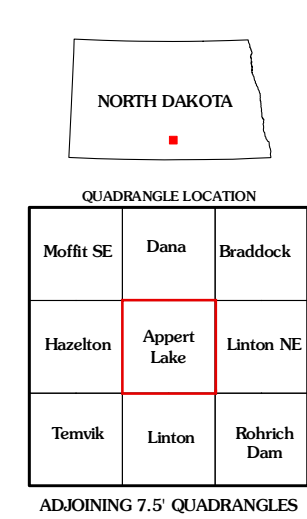 NORTH DAKOTA
QUADRANGLE LOCATION
Moffit SE Dana Braddock
Hazelton Appert Lake Linton NE
Temvik Linton Rohrich Dam
ADJOINING 7.5' QUADRANGLES